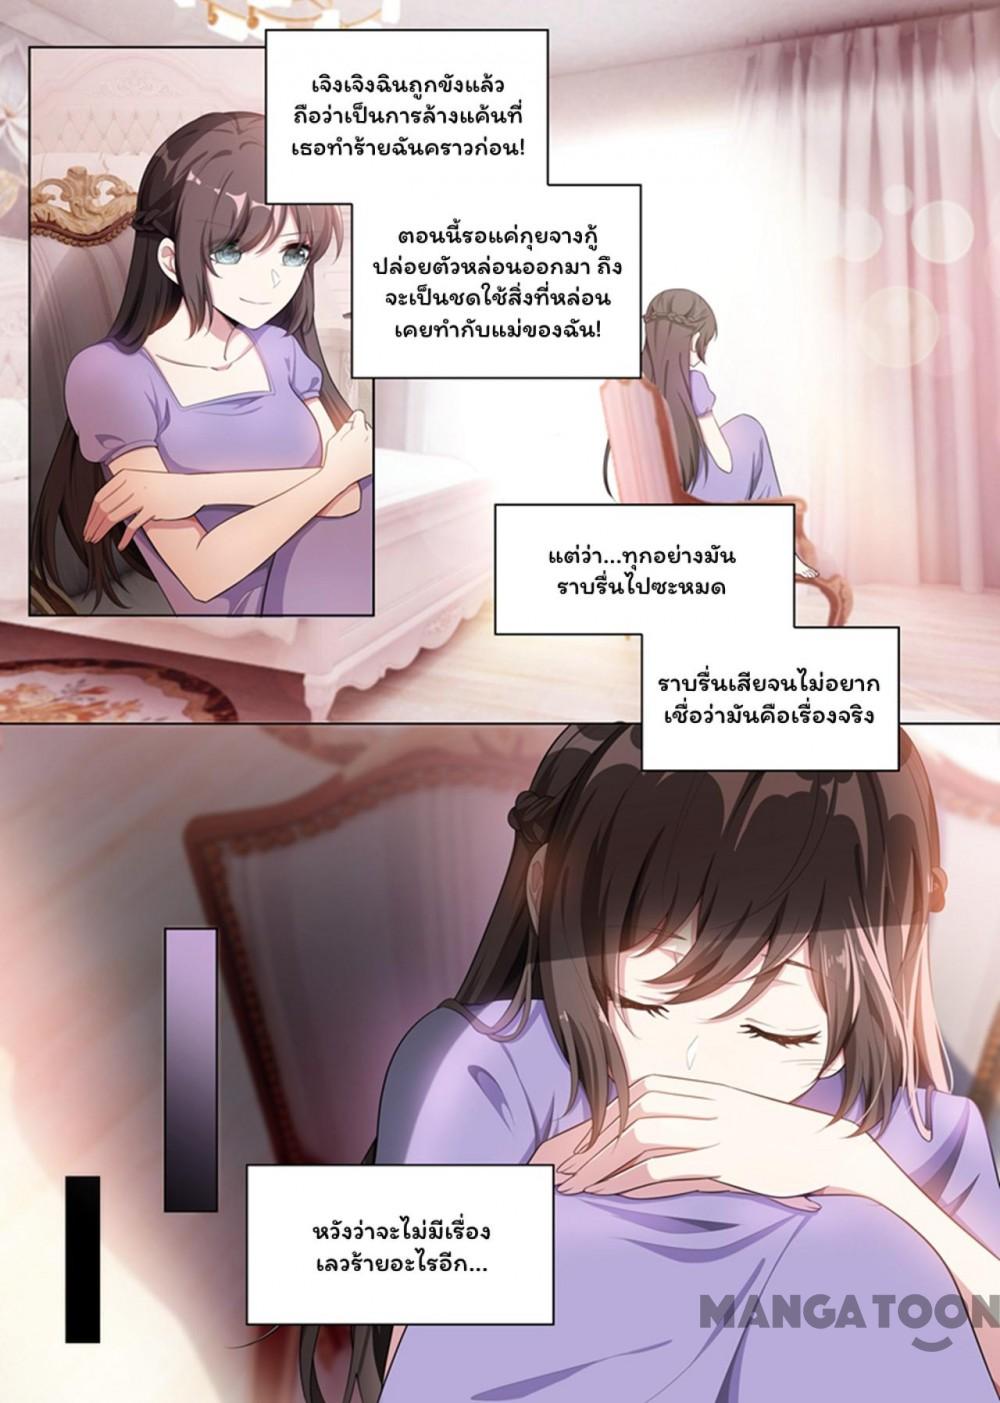 เจิงเจิงฉินถูกขังแล้ว
ถือว่าเป็นการล้างแค้นที่
เธอทำร้ายฉันคราวก่อน!
ตอนนี้รอแค่กุยจางกู้
ปล่อยตัวหล่อนออกมา ถึง
จะเป็นชดใช้สิ่งที่หล่อน
เคยทำกับแม่ของฉัน!
แต่ว่า...ทุกอย่างมัน
ราบรื่นไปซะหมด
ราบรื่นเสียจนไม่อยาก
เชื่อว่ามันคือเรื่องจริง
หวังว่าจะไม่มีเรื่อง
เลวร้ายอะไรอีก...
MANGATOON